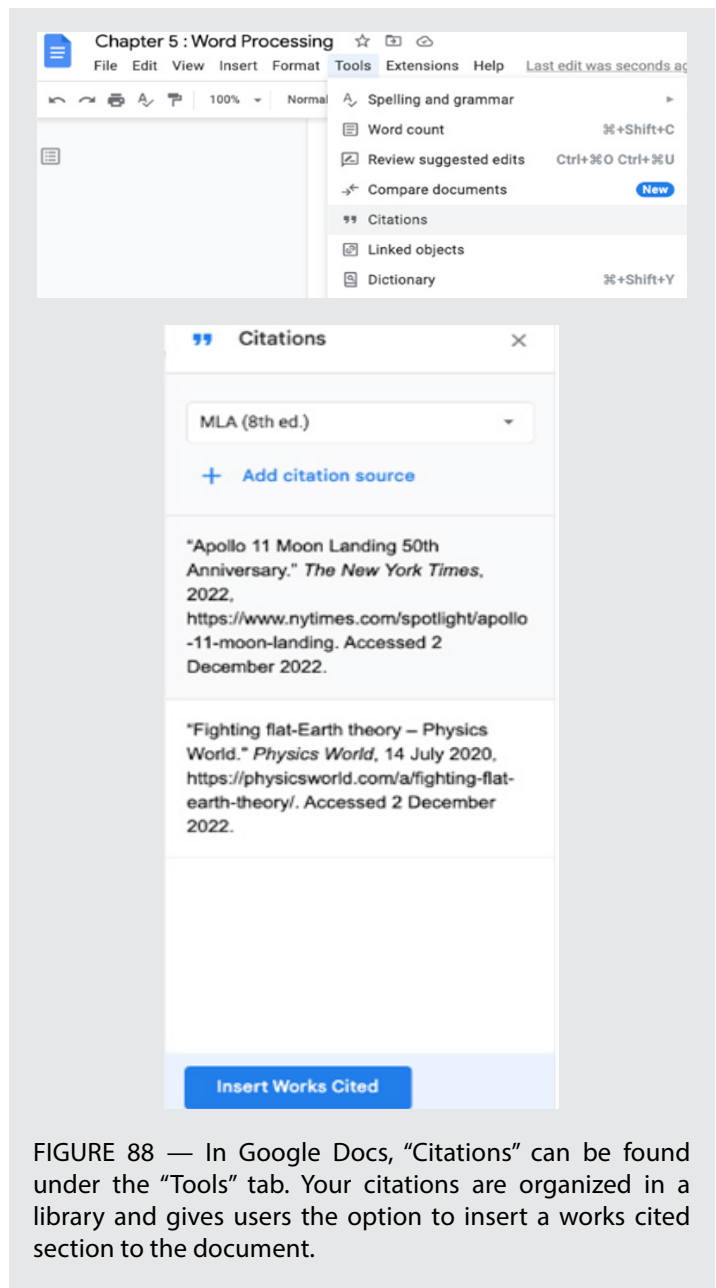 Chapter 5 : Word Processing
File Edit View Insert Format Tools Extensions Help Last edit was seconds
100% Normal
Spelling and grammar
Word count ⌘+Shift+C
Review suggested edits Ctrl+⌘O Ctrl+⌘U
Compare documents New
Citations
Linked objects
Dictionary ⌘+Shift+Y
Citations
MLA (8th ed.)
+ Add citation source
“Apollo 11 Moon Landing 50th
Anniversary.” The New York Times,
2022,
https://www.nytimes.com/spotlight/apollo
-11-moon-landing. Accessed 2
December 2022.
“Fighting flat-Earth theory – Physics
World.” Physics World, 14 July 2020,
https://physicsworld.com/a/fighting-flat-
earth-theory/. Accessed 2 December
2022.
Insert Works Cited
FIGURE 88 — In Google Docs, “Citations” can be found
under the “Tools” tab. Your citations are organized in a
library and gives users the option to insert a works cited
section to the document.